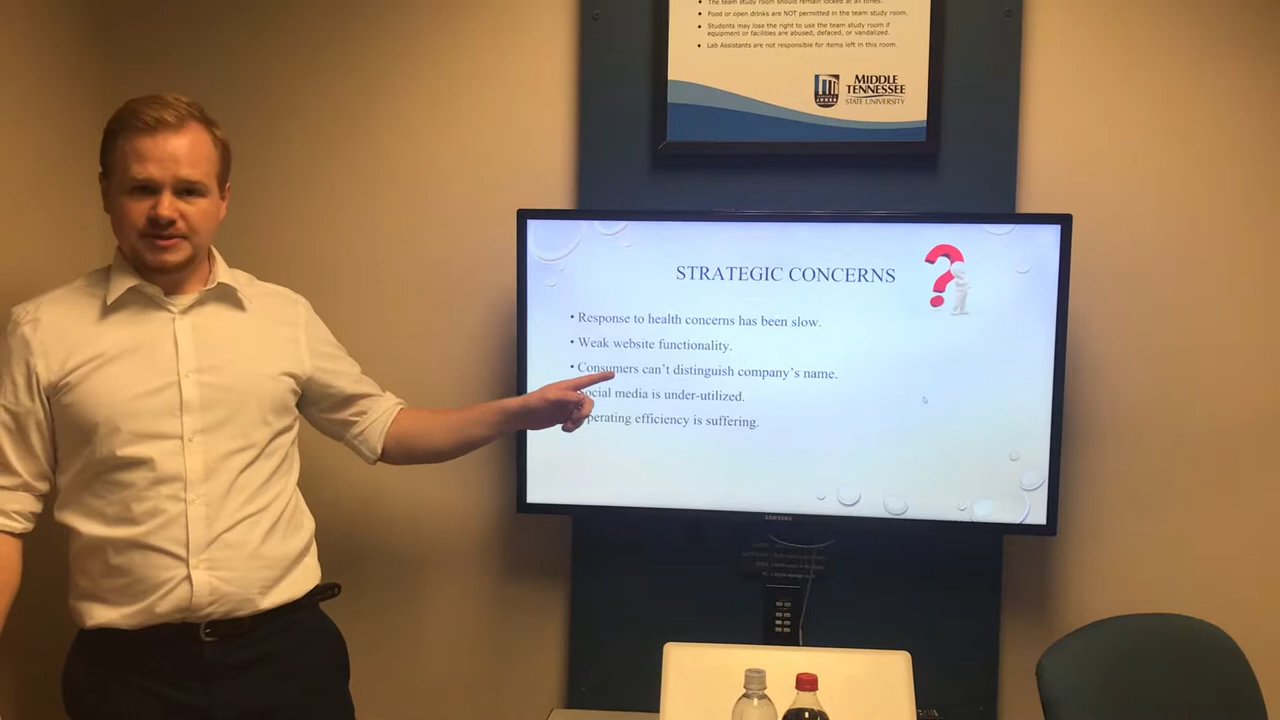 • The team study room should remain locked at all times.
• Food or open drinks are NOT permitted in the team study room.
• Students may lose the right to use the team study room if
equipment or facilities are abused, defaced, or vandalized.
• Lab Assistants are not responsible for items left in this room.
JONES
MIDDLE
TENNESSEE
STATE UNIVERSITY
STRATEGIC CONCERNS
• Response to health concerns has been slow.
• Weak website functionality.
• Consumers can't distinguish company's name.
Social media is under-utilized.
perating efficiency is suffering.
SAMSUNG